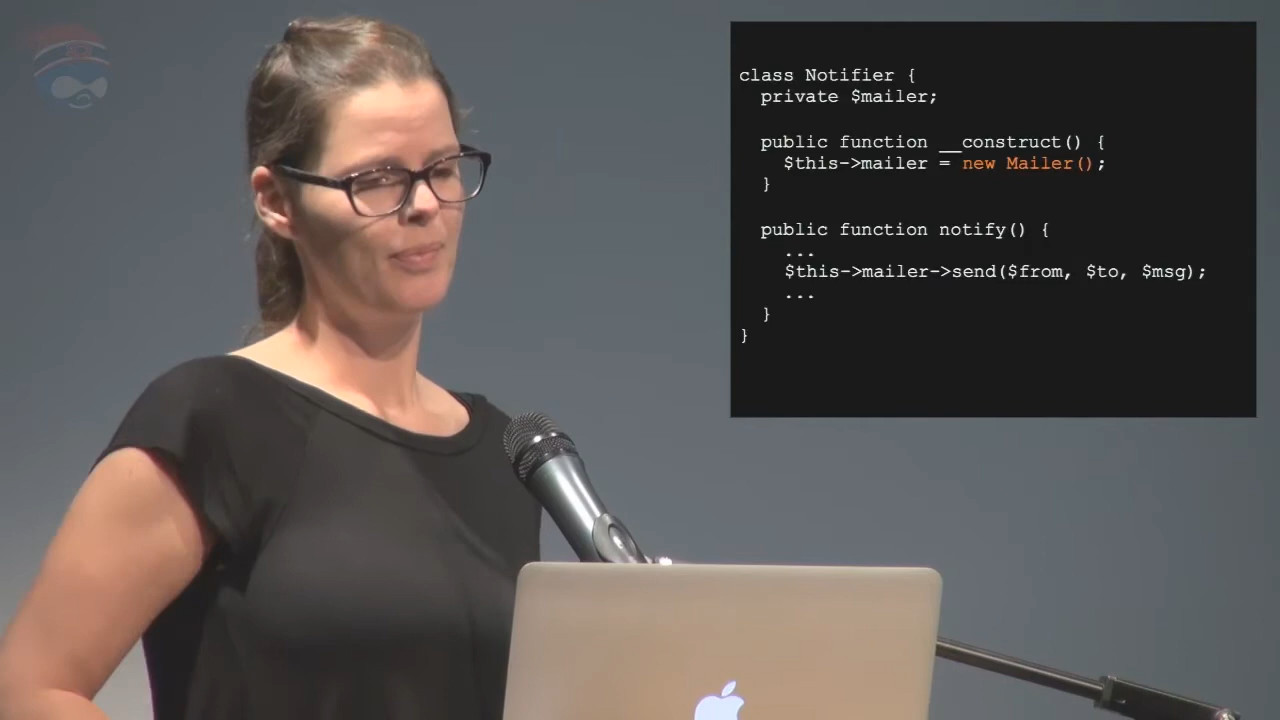 class Notifier {
private $mailer;
public function __construct() {
$this->mailer = new Mailer();
}
public function notify() {
...
$this->mailer->send($from, $to, $msg);
...
}
}